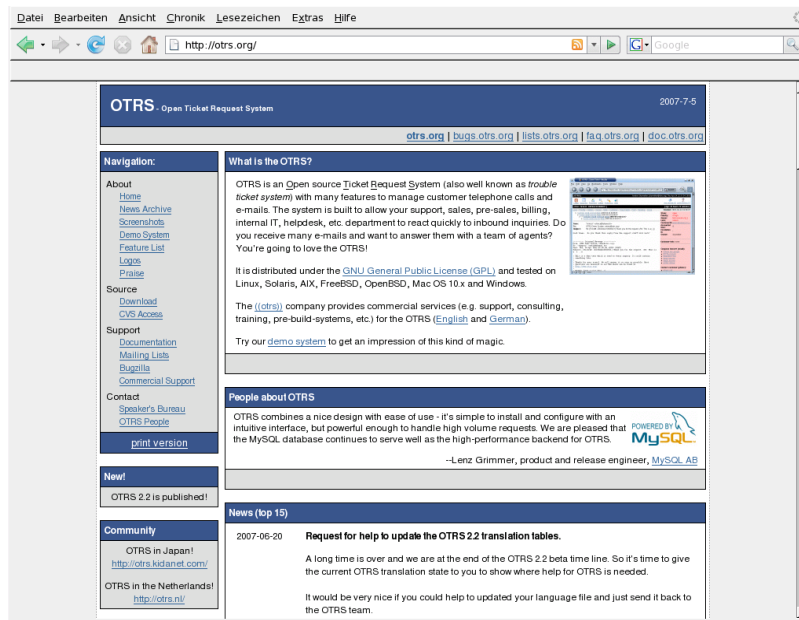 Datei Bearbeiten Ansicht Chronik Lesezeichen Extras Hilfe
http://otrs.org/
Google
OTRS - Open Ticket Request System
2007-7-5
otrs.org | bugs.otrs.org | lists.otrs.org | faq.otrs.org | doc.otrs.org
Navigation:
About
Home
News Archive
Screenshots
Demo System
Feature List
Logos
Praise
Source
Download
CVS Access
Support
Documentation
Mailing Lists
Bugzilla
Commercial Support
Contact
Speaker's Bureau
OTRS People
print version
New!
OTRS 2.2 is published!
Community
OTRS in Japan!
http://otrs.kidanet.com/
OTRS in the Netherlands!
http://otrs.nl/
What is the OTRS?
OTRS is an Open source Ticket Request System (also well known as trouble
ticket system) with many features to manage customer telephone calls and
e-mails. The system is built to allow your support, sales, pre-sales, billing,
internal IT, helpdesk, etc. department to react quickly to inbound inquiries. Do
you receive many e-mails and want to answer them with a team of agents?
You're going to love the OTRS!
It is distributed under the GNU General Public License (GPL) and tested on
Linux, Solaris, AIX, FreeBSD, OpenBSD, Mac OS 10.x and Windows.
The ((otrs)) company provides commercial services (e.g. support, consulting,
training, pre-build-systems, etc.) for the OTRS (English and German).
Try our demo system to get an impression of this kind of magic.
People about OTRS
OTRS combines a nice design with ease of use - it's simple to install and configure with an
intuitive interface, but powerful enough to handle high volume requests. We are pleased that
the MySQL database continues to serve well as the high-performance backend for OTRS.
POWERED BY
MySQL
--Lenz Grimmer, product and release engineer, MySQL AB
News (top 15)
2007-06-20 Request for help to update the OTRS 2.2 translation tables.
A long time is over and we are at the end of the OTRS 2.2 beta time line. So it's time to give
the current OTRS translation state to you to show where help for OTRS is needed.
It would be very nice if you could help to updated your language file and just send it back to
the OTRS team.